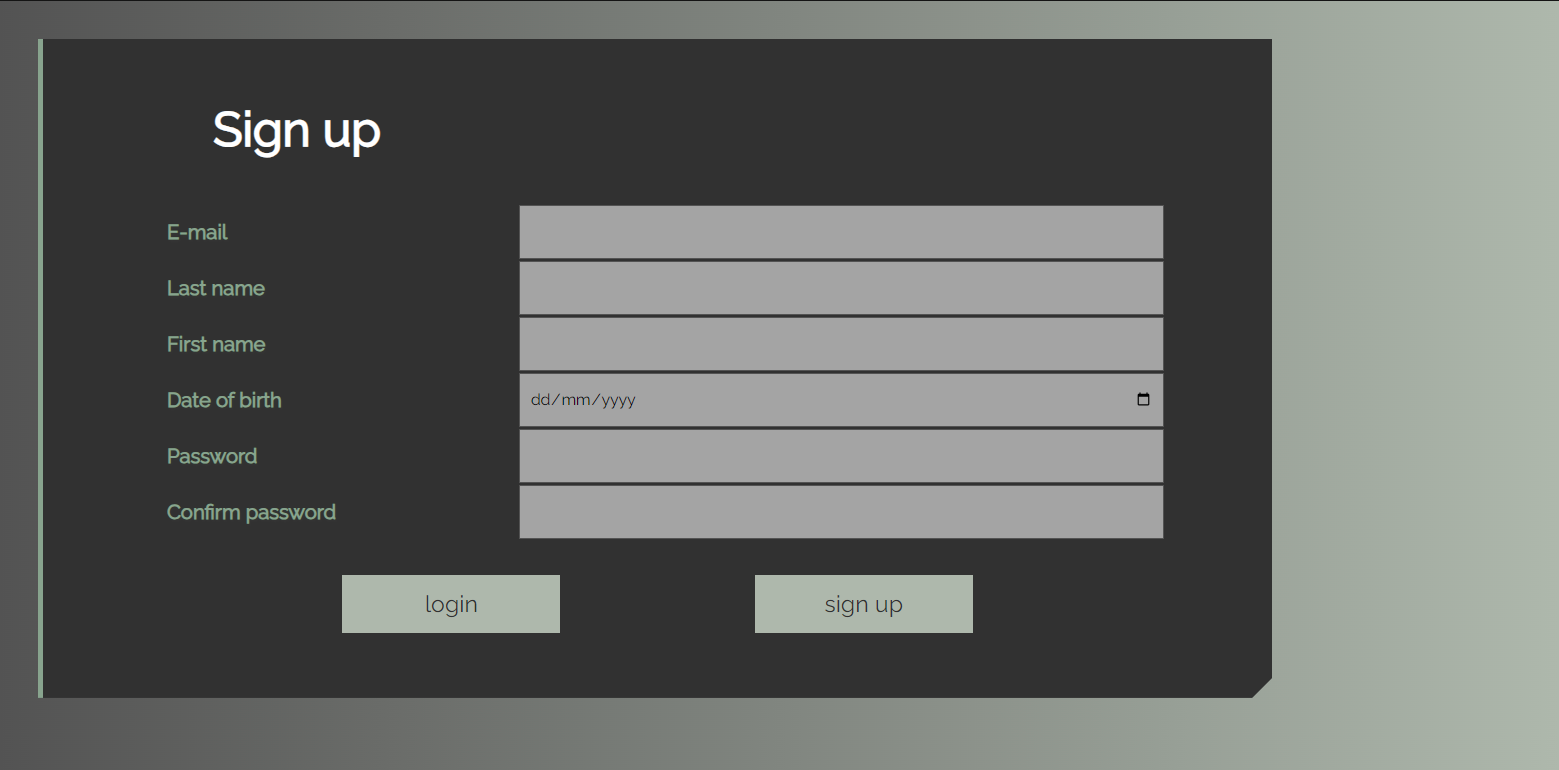 Sign up
E-mail
Last name
First name
Date of birth
dd/mm/yyyy
Password
Confirm password
login
sign up